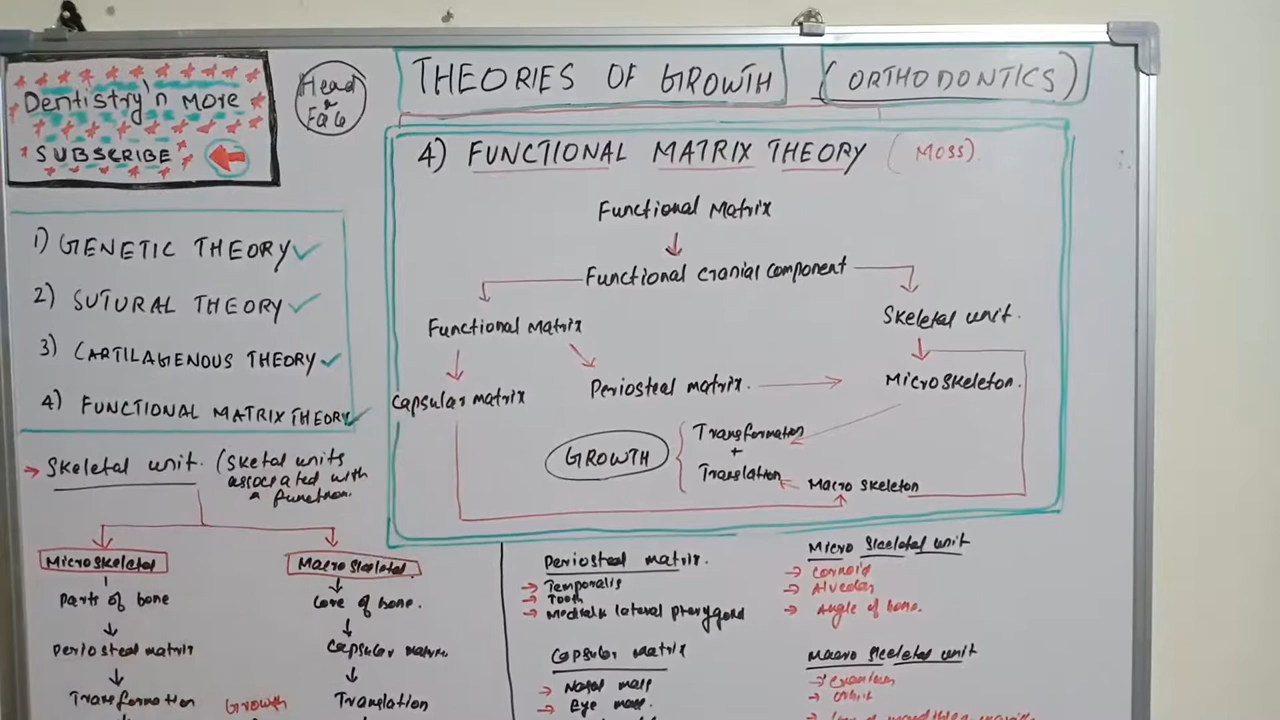 Dentistry'n MORE
SUBSCRIBE
Head & Face
THEORIES OF GROWTH (ORTHODONTICS)
4) FUNCTIONAL MATRIX THEORY (MOSS).
Functional Matrix
Functional cranial component
Functional Matrix
Skeletal unit.
Capsular matrix
Periosteal matrix.
Microskeleton.
GROWTH
Transformation
+
Translation
Macro skeleton
1) GENETIC THEORY
2) SUTURAL THEORY
3) CARTILAGENOUS THEORY
4) FUNCTIONAL MATRIX THEORY
Skeletal unit. (Sketal units
associated with
a function.
Microskeletal
Parts of bone
Periosteal matrix
Transformation
Growth
Macroskeletal
Core of bone.
Capsular matrix
Translation
Periosteal matrix.
Temporalis
Tooth
Medial & lateral pterygoid
Micro skeletal unit
Alveolar
Angle of bone.
Capsular matrix
Nasal mass
Eye mass.
Macro skeletal unit
cranium
orbit